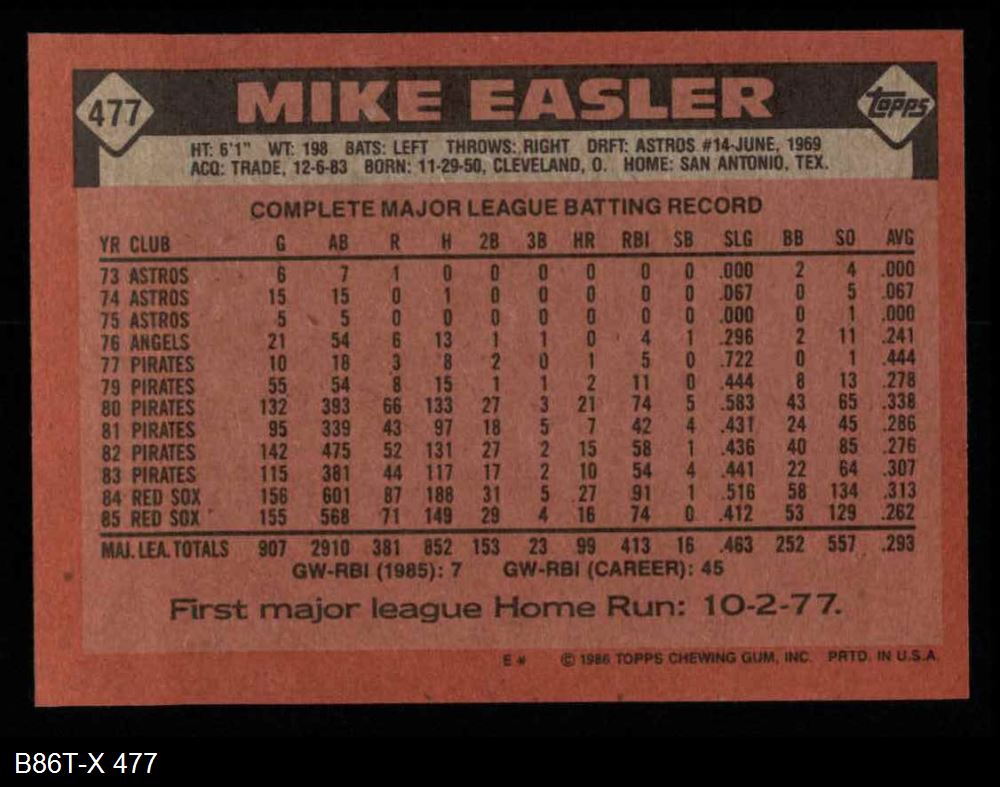 477 MIKE EASLER Topps
HT: 6'1" WT: 198 BATS: LEFT THROWS: RIGHT DRFT: ASTROS #14-JUNE, 1969
ACQ: TRADE, 12-6-83 BORN: 11-29-50, CLEVELAND, O. HOME: SAN ANTONIO, TEX.
COMPLETE MAJOR LEAGUE BATTING RECORD
YR CLUB G AB R H 2B 3B HR RBI SB SLG BB SO AVG
73 ASTROS 6 7 1 0 0 0 0 0 0 .000 2 4 .000
74 ASTROS 15 15 0 1 0 0 0 0 0 .067 0 5 .067
75 ASTROS 5 5 0 0 0 0 0 0 0 .000 0 1 .000
76 ANGELS 21 54 6 13 1 1 0 4 1 .296 2 11 .241
77 PIRATES 10 18 3 8 2 0 1 5 0 .722 0 1 .444
79 PIRATES 55 54 8 15 1 1 2 11 0 .444 8 13 .278
80 PIRATES 132 393 66 133 27 3 21 74 5 .583 43 65 .338
81 PIRATES 95 339 43 97 18 5 7 42 4 .431 24 45 .286
82 PIRATES 142 475 52 131 27 2 15 58 1 .436 40 85 .276
83 PIRATES 115 381 44 117 17 2 10 54 4 .441 22 64 .307
84 RED SOX 156 601 87 188 31 5 27 91 1 .516 58 134 .313
85 RED SOX 155 568 71 149 29 4 16 74 0 .412 53 129 .262
MAJ. LEA. TOTALS 907 2910 381 852 153 23 99 413 16 .463 252 557 .293
GW-RBI (1985): 7 GW-RBI (CAREER): 45
First major league Home Run: 10-2-77.
E* © 1986 TOPPS CHEWING GUM, INC. PRTD. IN U.S.A.
B86T-X 477